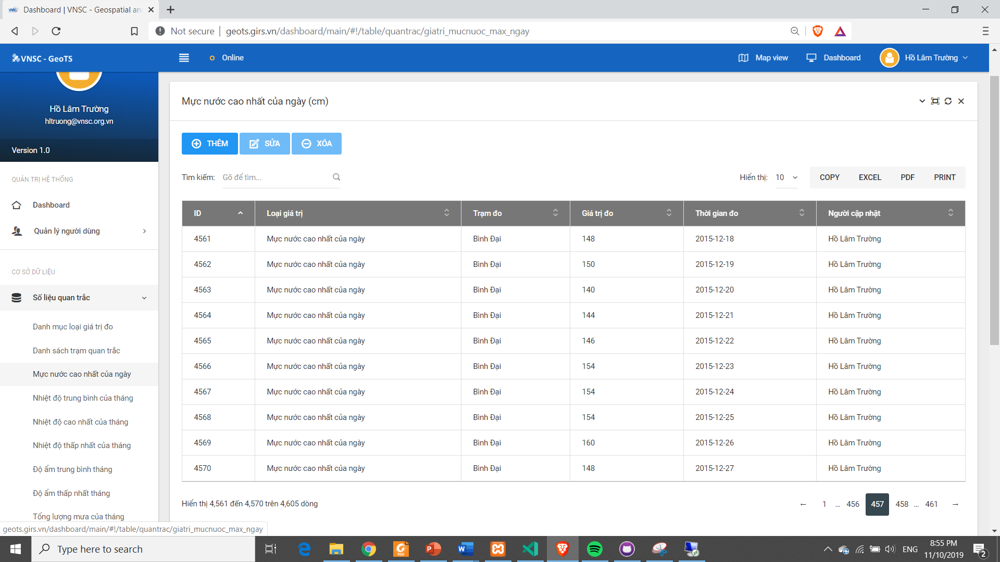 Dashboard | VNSC - Geospatial an
Not secure
geots.girs.vn/dashboard/main/#!/table/quantrac/giatri_mucnuoc_max_ngay
VNSC - GeoTS
Online
Map view
Dashboard
Hồ Lâm Trường
Hồ Lâm Trường
hltruong@vnsc.org.vn
Version 1.0
QUẢN TRỊ HỆ THỐNG
Dashboard
Quản lý người dùng
CƠ SỞ DỮ LIỆU
Số liệu quan trắc
Danh mục loại giá trị đo
Danh sách trạm quan trắc
Mực nước cao nhất của ngày
Nhiệt độ trung bình của tháng
Nhiệt độ cao nhất của tháng
Nhiệt độ thấp nhất của tháng
Độ ẩm trung bình tháng
Độ ẩm thấp nhất tháng
Tổng lượng mưa của tháng
geots.girs.vn/dashboard/main/#!/table/quantrac/giatri_mucnuoc_max_ngay
Mực nước cao nhất của ngày (cm)
THÊM SỬA XÓA
Tìm kiếm: Gõ để tìm... Hiển thị: 10 COPY EXCEL PDF PRINT
ID Loại giá trị Trạm đo Giá trị đo Thời gian đo Người cập nhật
4561 Mực nước cao nhất của ngày Bình Đại 148 2015-12-18 Hồ Lâm Trường
4562 Mực nước cao nhất của ngày Bình Đại 150 2015-12-19 Hồ Lâm Trường
4563 Mực nước cao nhất của ngày Bình Đại 140 2015-12-20 Hồ Lâm Trường
4564 Mực nước cao nhất của ngày Bình Đại 144 2015-12-21 Hồ Lâm Trường
4565 Mực nước cao nhất của ngày Bình Đại 146 2015-12-22 Hồ Lâm Trường
4566 Mực nước cao nhất của ngày Bình Đại 154 2015-12-23 Hồ Lâm Trường
4567 Mực nước cao nhất của ngày Bình Đại 154 2015-12-24 Hồ Lâm Trường
4568 Mực nước cao nhất của ngày Bình Đại 154 2015-12-25 Hồ Lâm Trường
4569 Mực nước cao nhất của ngày Bình Đại 160 2015-12-26 Hồ Lâm Trường
4570 Mực nước cao nhất của ngày Bình Đại 148 2015-12-27 Hồ Lâm Trường
Hiển thị 4,561 đến 4,570 trên 4,605 dòng
← 1 ... 456 457 458 ... 461 →
Type here to search
ENG
8:55 PM
11/10/2019
2